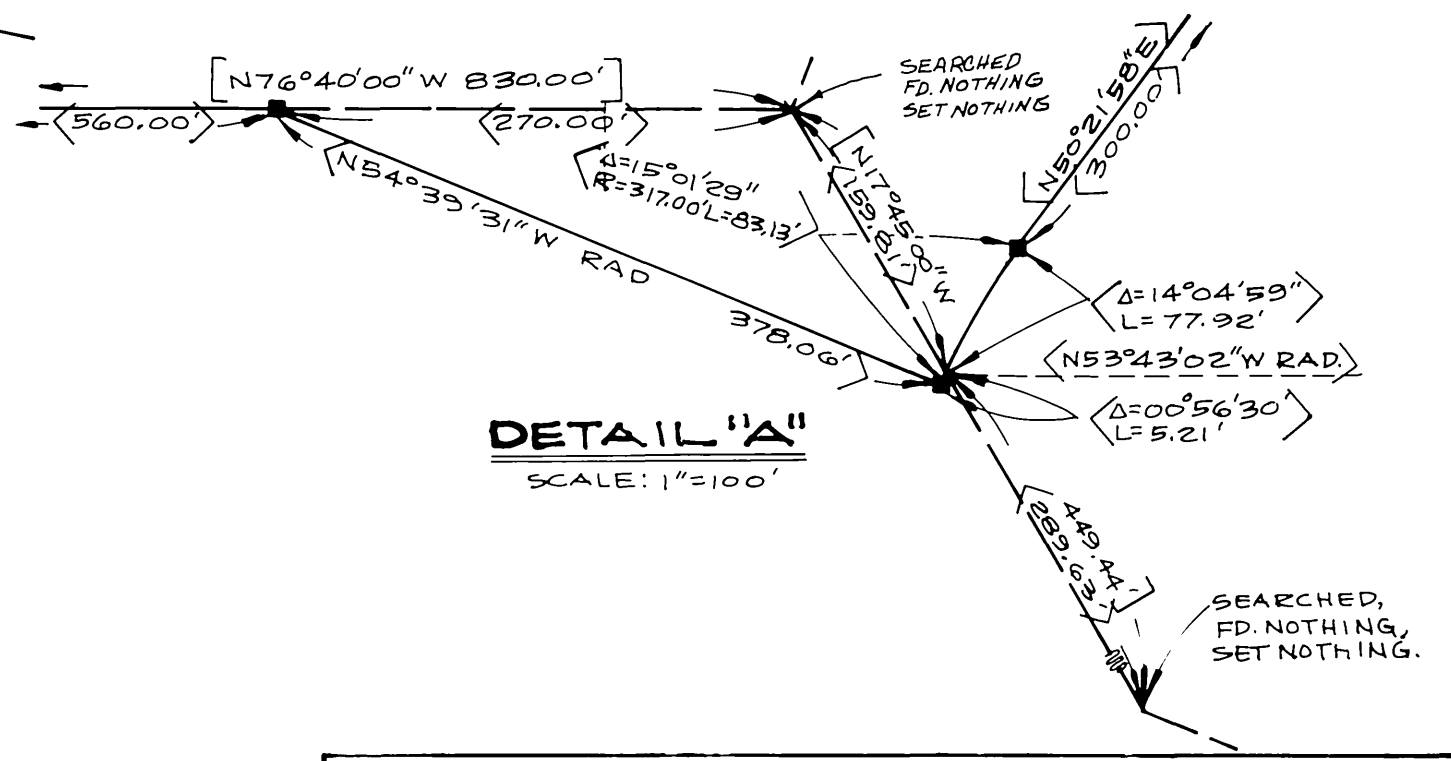 [N76°40'00" W 830.00']
<560.00'>
<270.00'>
SEARCHED
FD. NOTHING
SET NOTHING
N50°21'58"E
300.00'
<N54°39'31"W RAD
378.06'>
<Δ=15°01'29"
R=317.00' L=83.13'>
[N17°45'00"E
<159.81'>
<Δ=14°04'59"
L=77.92'>
<N53°43'02"W RAD.>
<Δ=00°56'30'
L=5.21'>
DETAIL "A"
SCALE: 1"=100'
449.44']
<289.63'>
SEARCHED,
FD. NOTHING,
SET NOTHING.